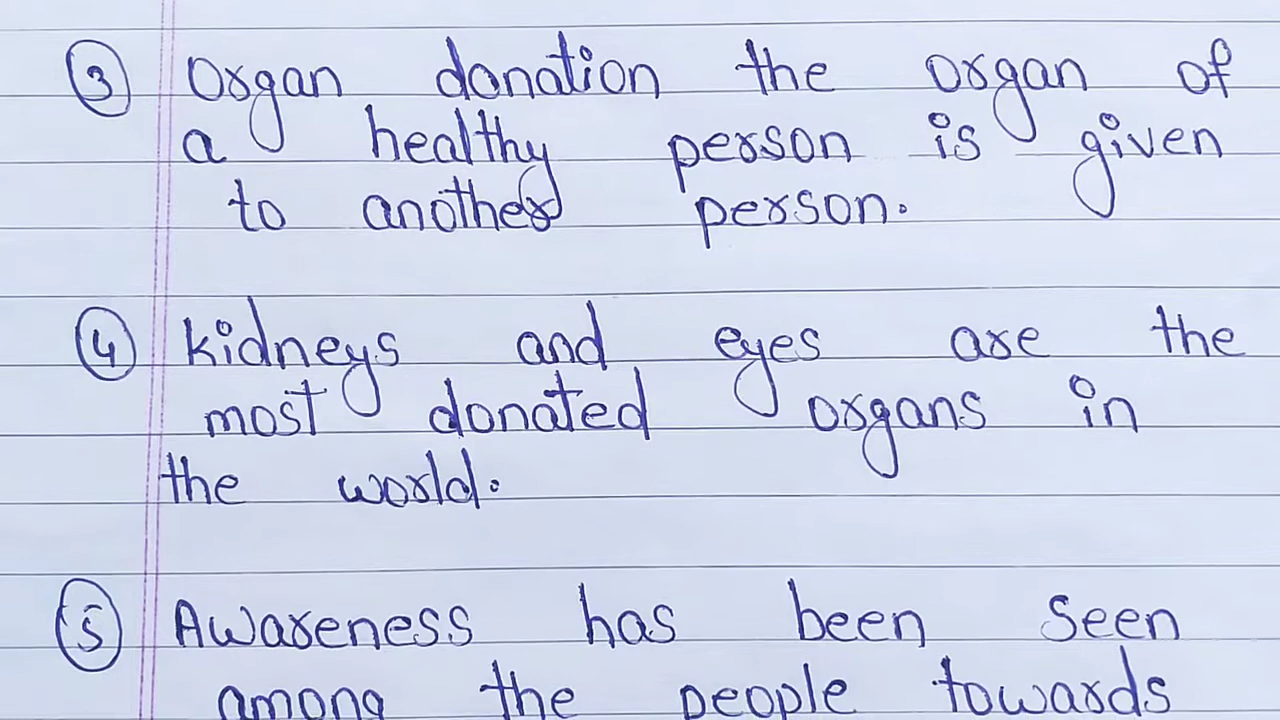 ③ Organ donation the organ of
a healthy person is given
to another person.
④ Kidneys and eyes are the
most donated organs in
the world.
⑤ Awareness has been seen
among the people towards